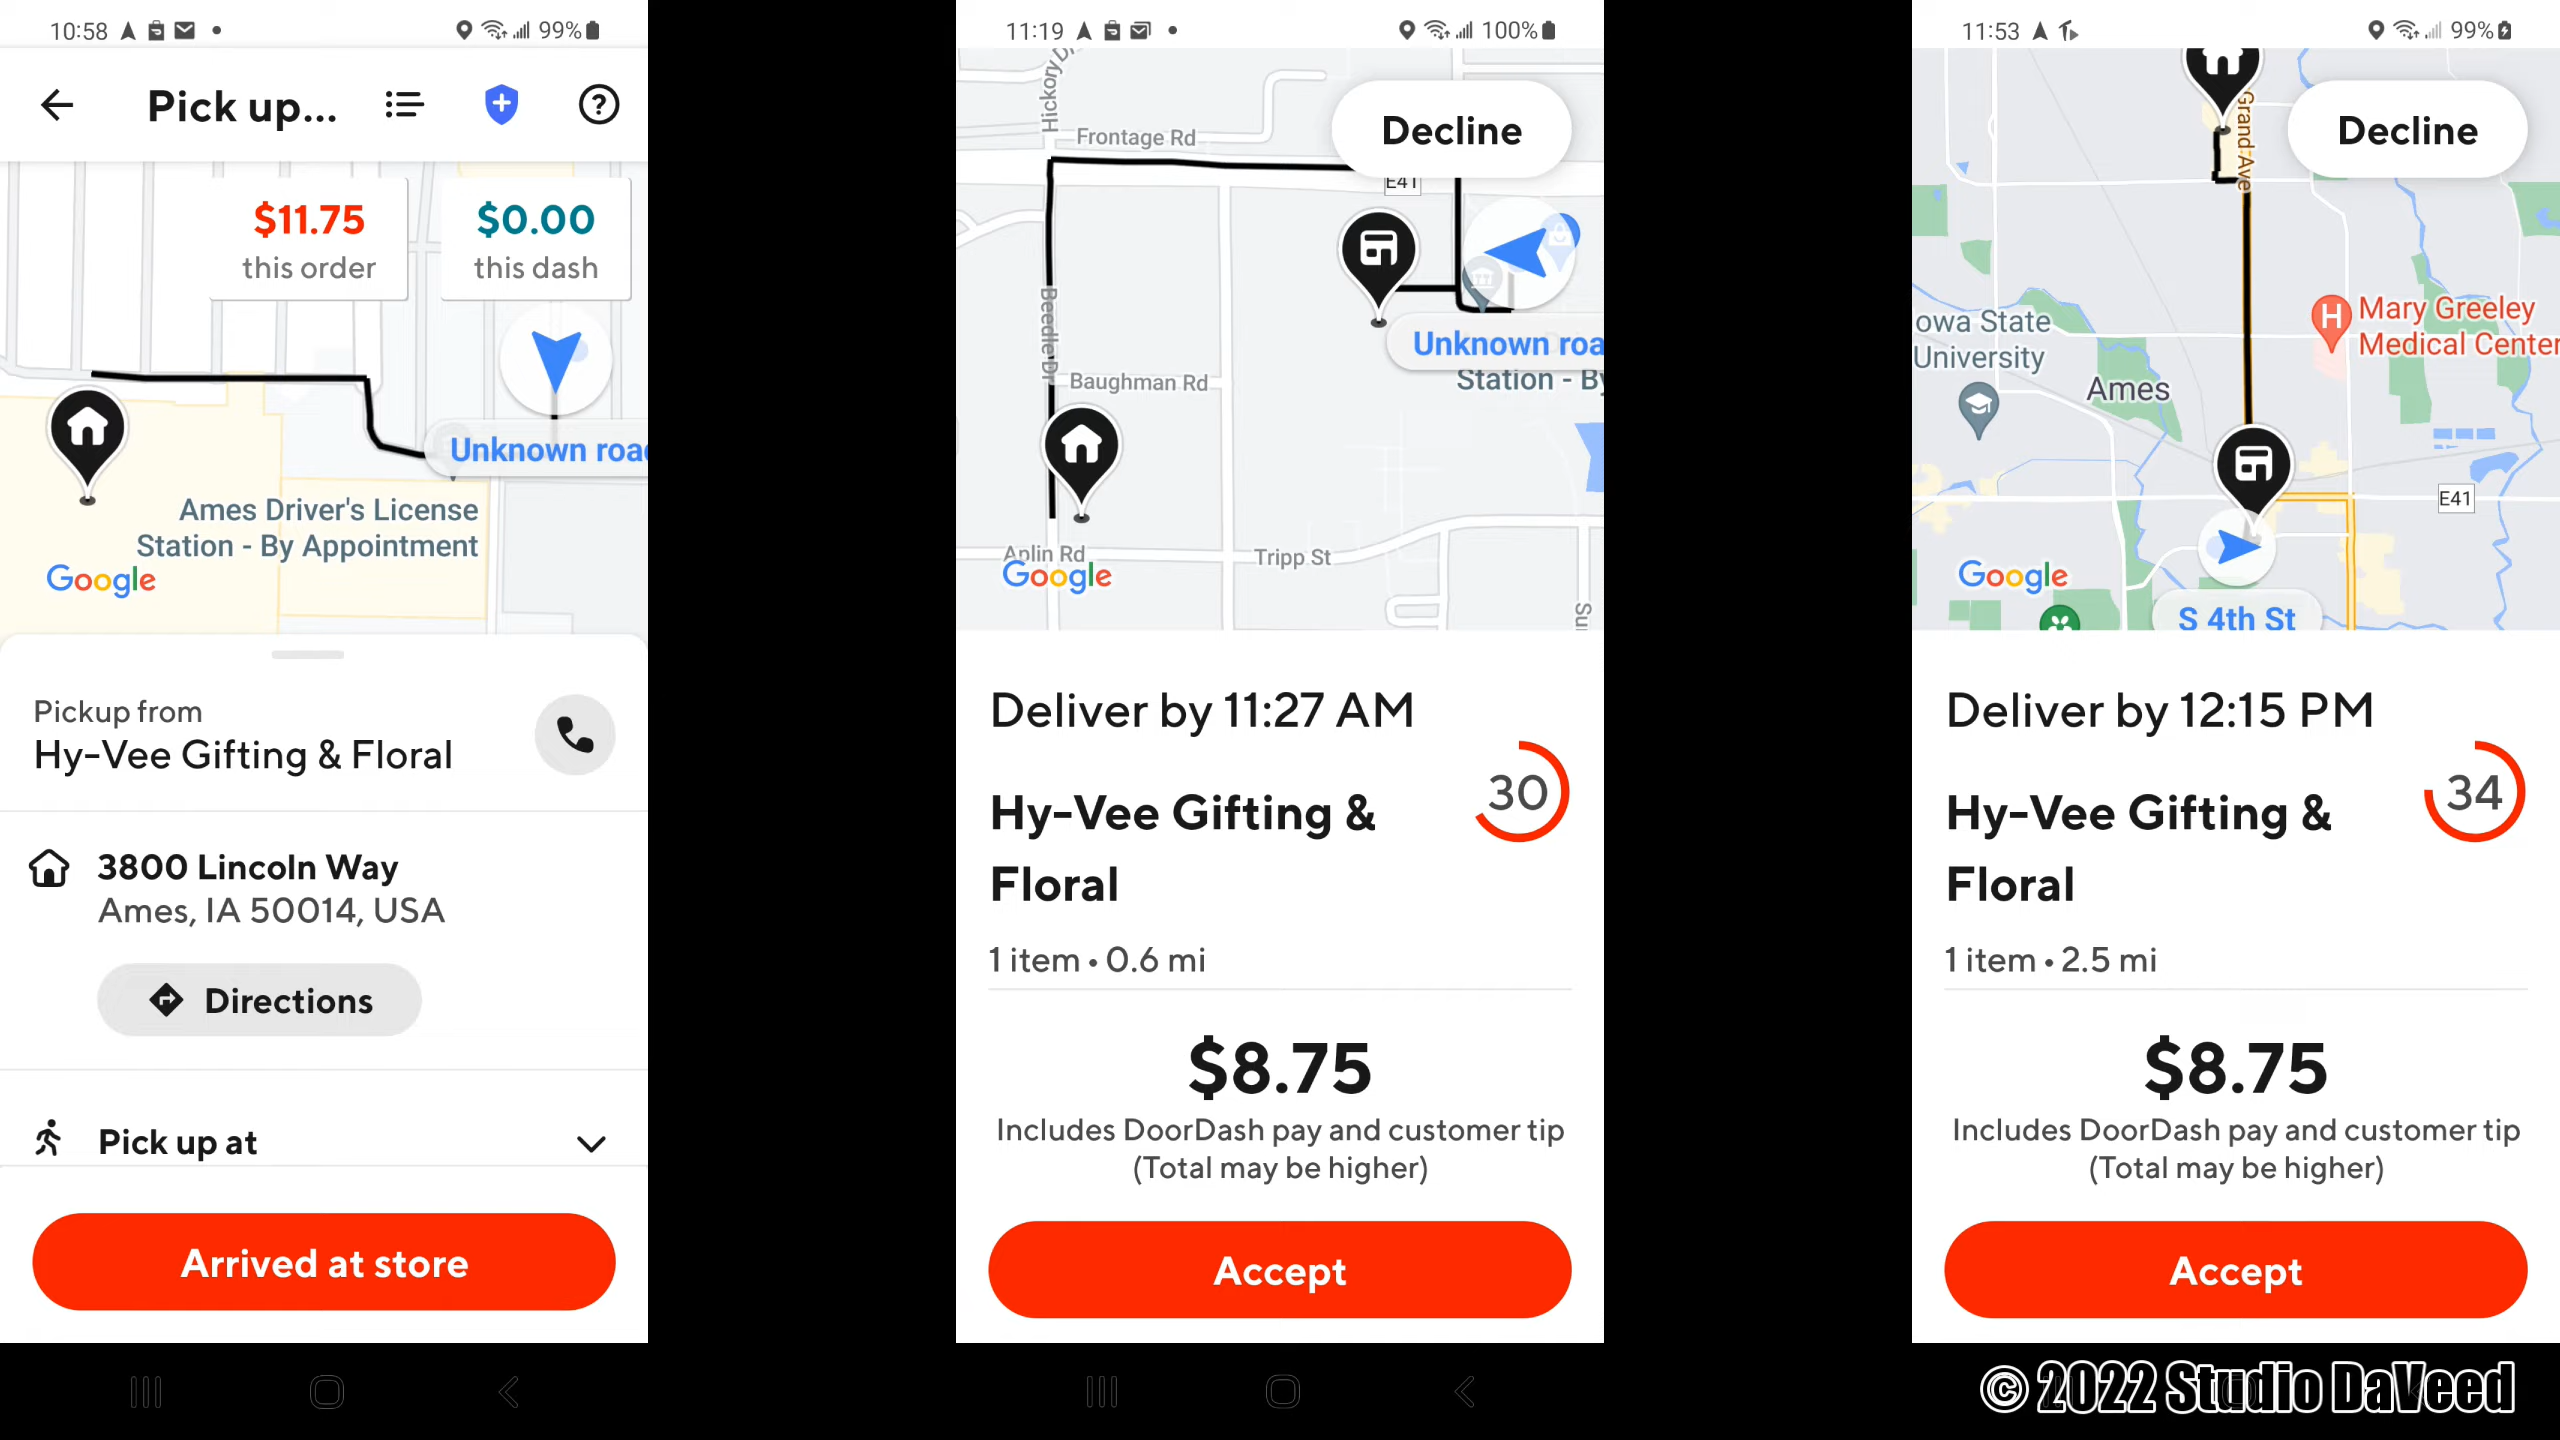 10:58
99%
Pick up...
$11.75
this order
$0.00
this dash
Unknown roa
Ames Driver's License
Station - By Appointment
Google
Pickup from
Hy-Vee Gifting & Floral
3800 Lincoln Way
Ames, IA 50014, USA
Directions
Pick up at
Arrived at store
11:19
100%
Hickory D
Frontage Rd
Decline
E41
Beedle Dr
Unknown roa
Station - By
Baughman Rd
Aplin Rd
Tripp St
Su
Google
Deliver by 11:27 AM
Hy-Vee Gifting &
Floral
30
1 item • 0.6 mi
$8.75
Includes DoorDash pay and customer tip
(Total may be higher)
Accept
11:53
99%
Decline
Grand Ave
owa State
University
H
Mary Greeley
Medical Center
Ames
E41
Google
S 4th St
Deliver by 12:15 PM
Hy-Vee Gifting &
Floral
34
1 item • 2.5 mi
$8.75
Includes DoorDash pay and customer tip
(Total may be higher)
Accept
© 2022 Studio DaVeed